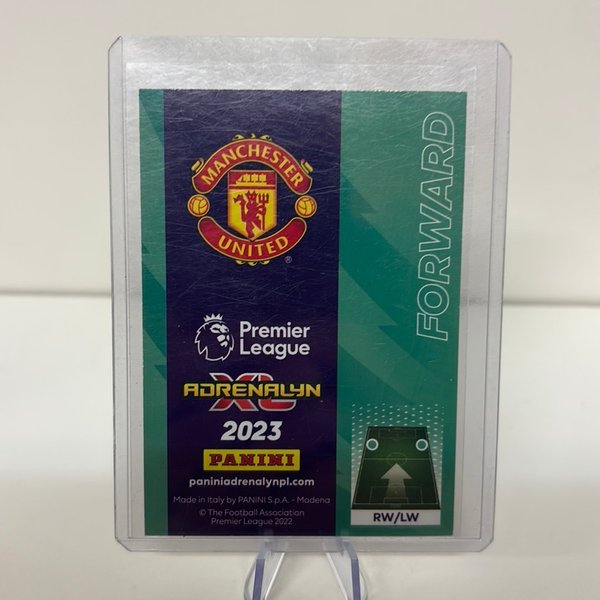 MANCHESTER
UNITED
®
Premier
League
ADRENALYN
XL
2023
PANINI
paniniadrenalynpl.com
Made in Italy by PANINI S.p.A. - Modena
© The Football Association
Premier League 2022
FORWARD
RW/LW